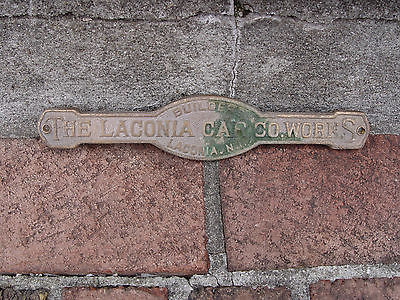 BUILDERS
THE LACONIA CAR CO. WORKS
LACONIA, N.H.